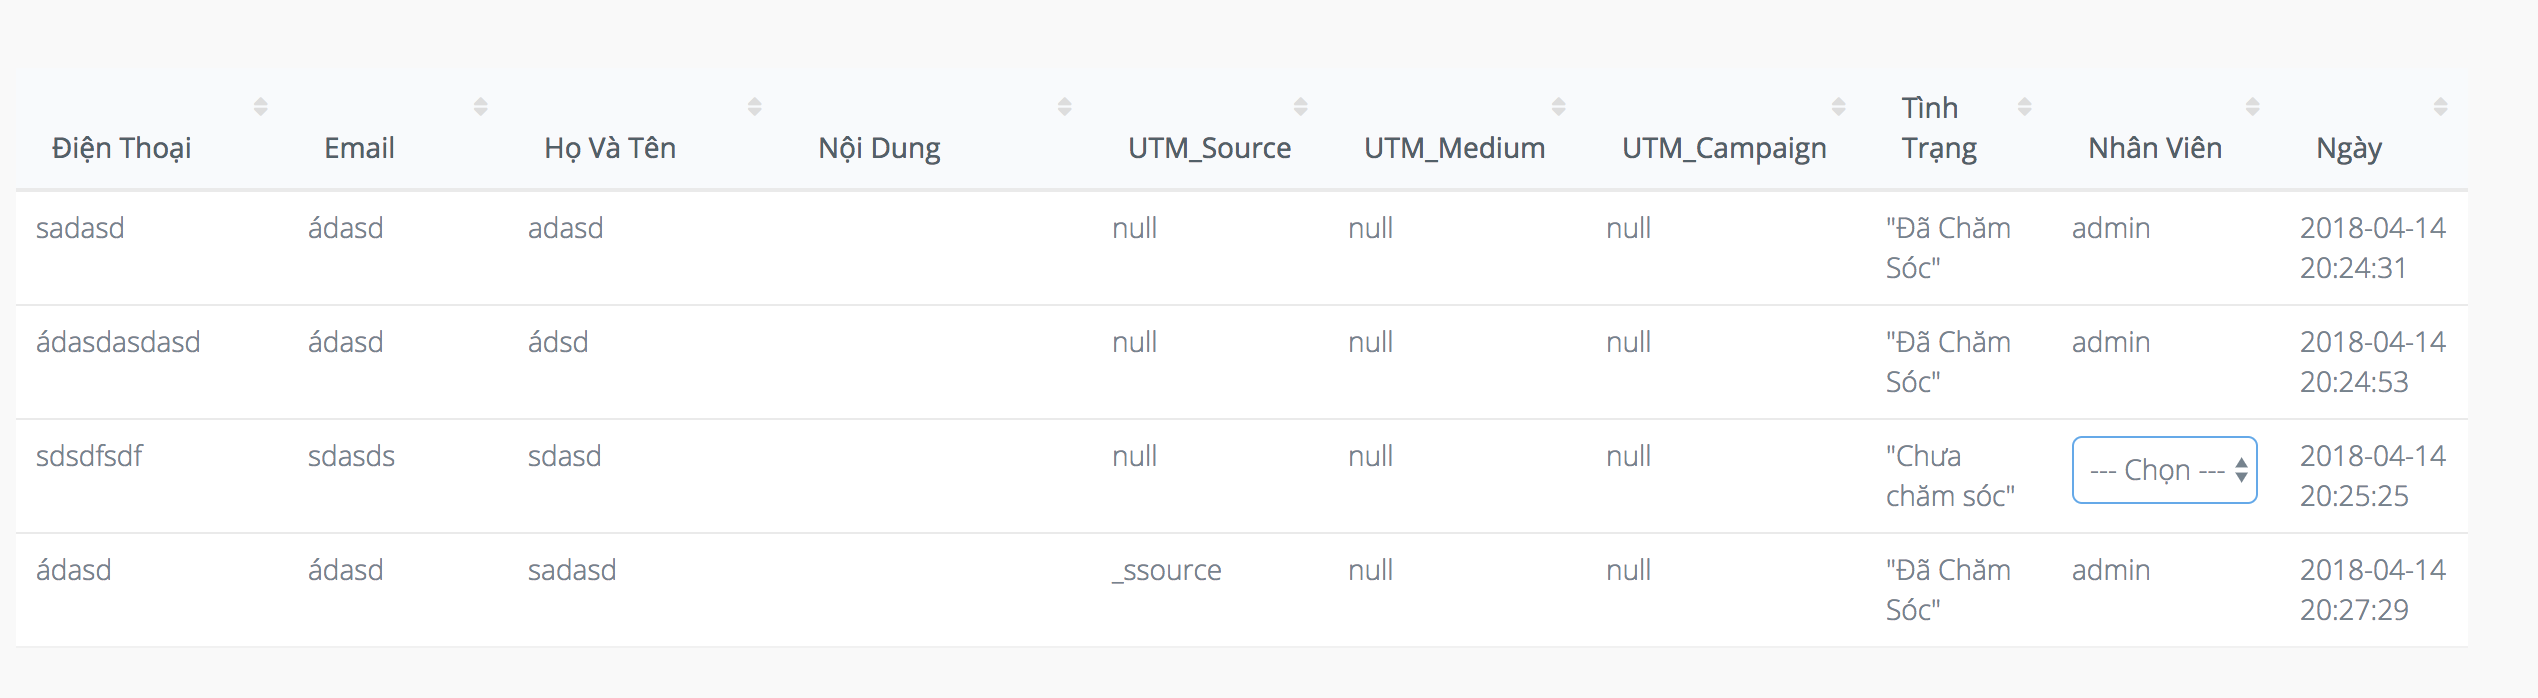 Điện Thoại Email Họ Và Tên Nội Dung UTM_Source UTM_Medium UTM_Campaign Tình Trạng Nhân Viên Ngày
sadasd ádasd adasd null null null "Đã Chăm Sóc" admin 2018-04-14 20:24:31
ádasdasdasd ádasd ádsd null null null "Đã Chăm Sóc" admin 2018-04-14 20:24:53
sdsdfsdf sdasds sdasd null null null "Chưa chăm sóc" --- Chọn --- 2018-04-14 20:25:25
ádasd ádasd sadasd _ssource null null "Đã Chăm Sóc" admin 2018-04-14 20:27:29